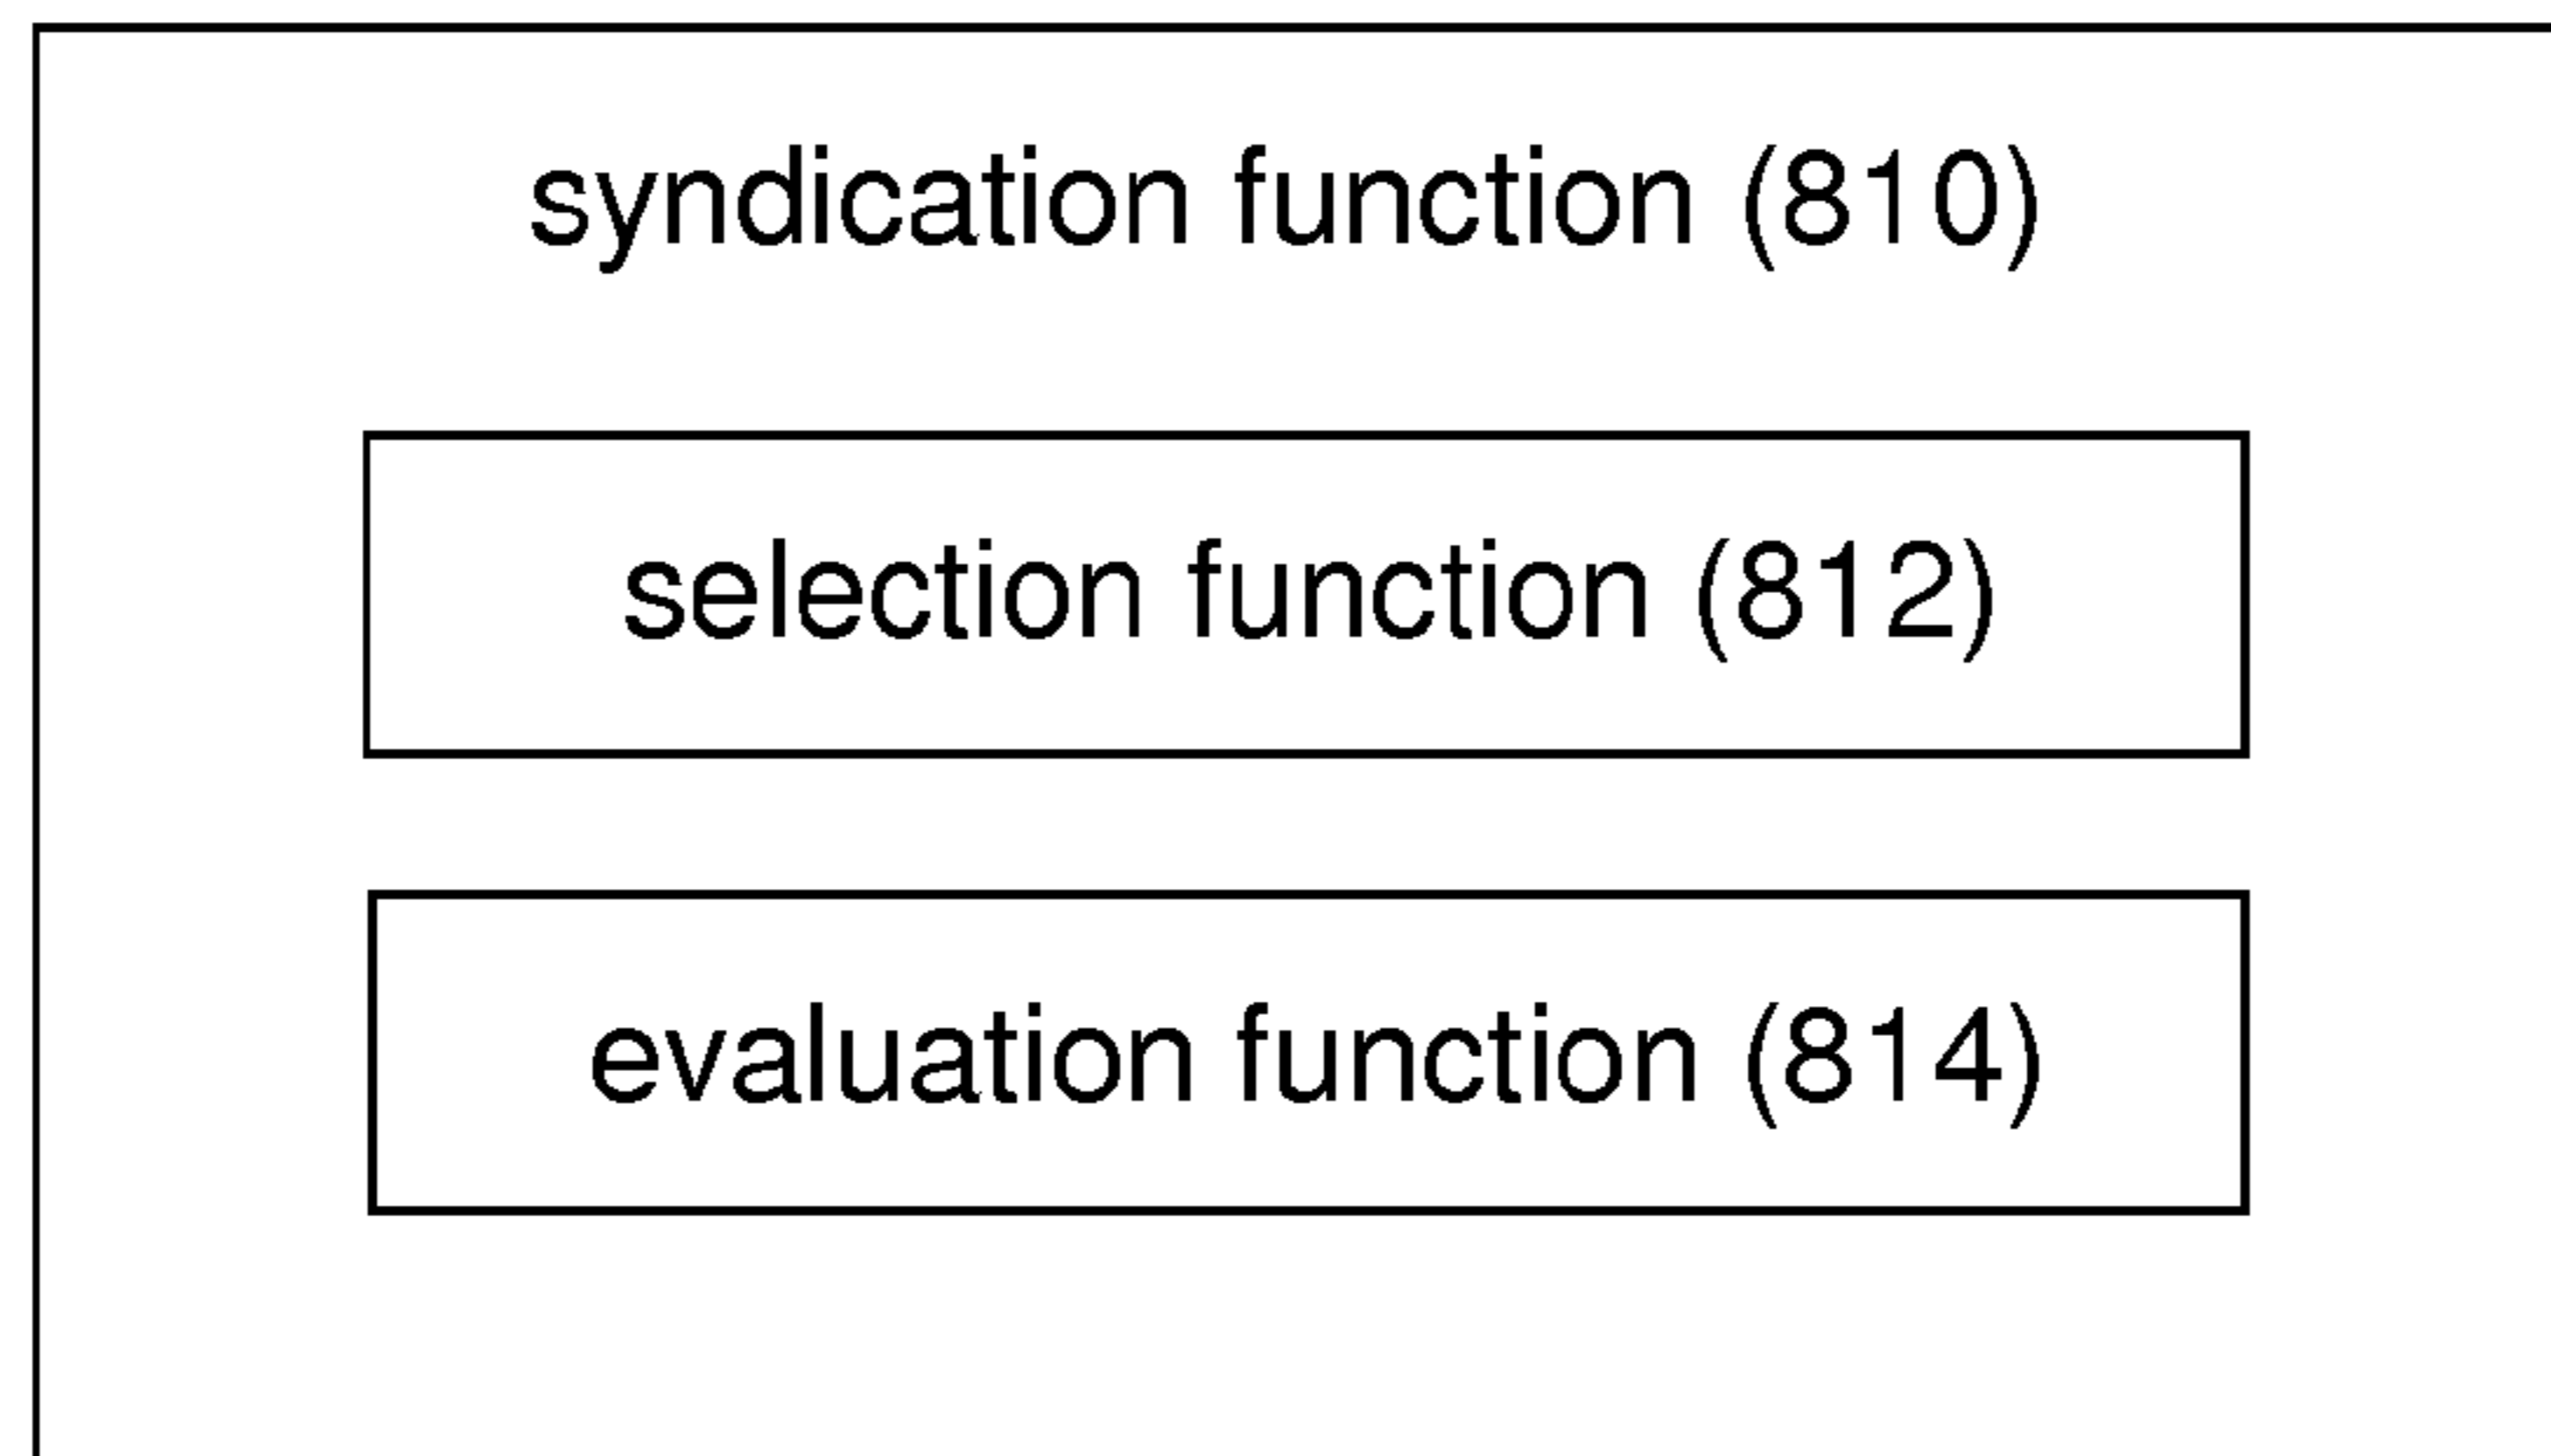 syndication function (810)
selection function (812)
evaluation function (814)